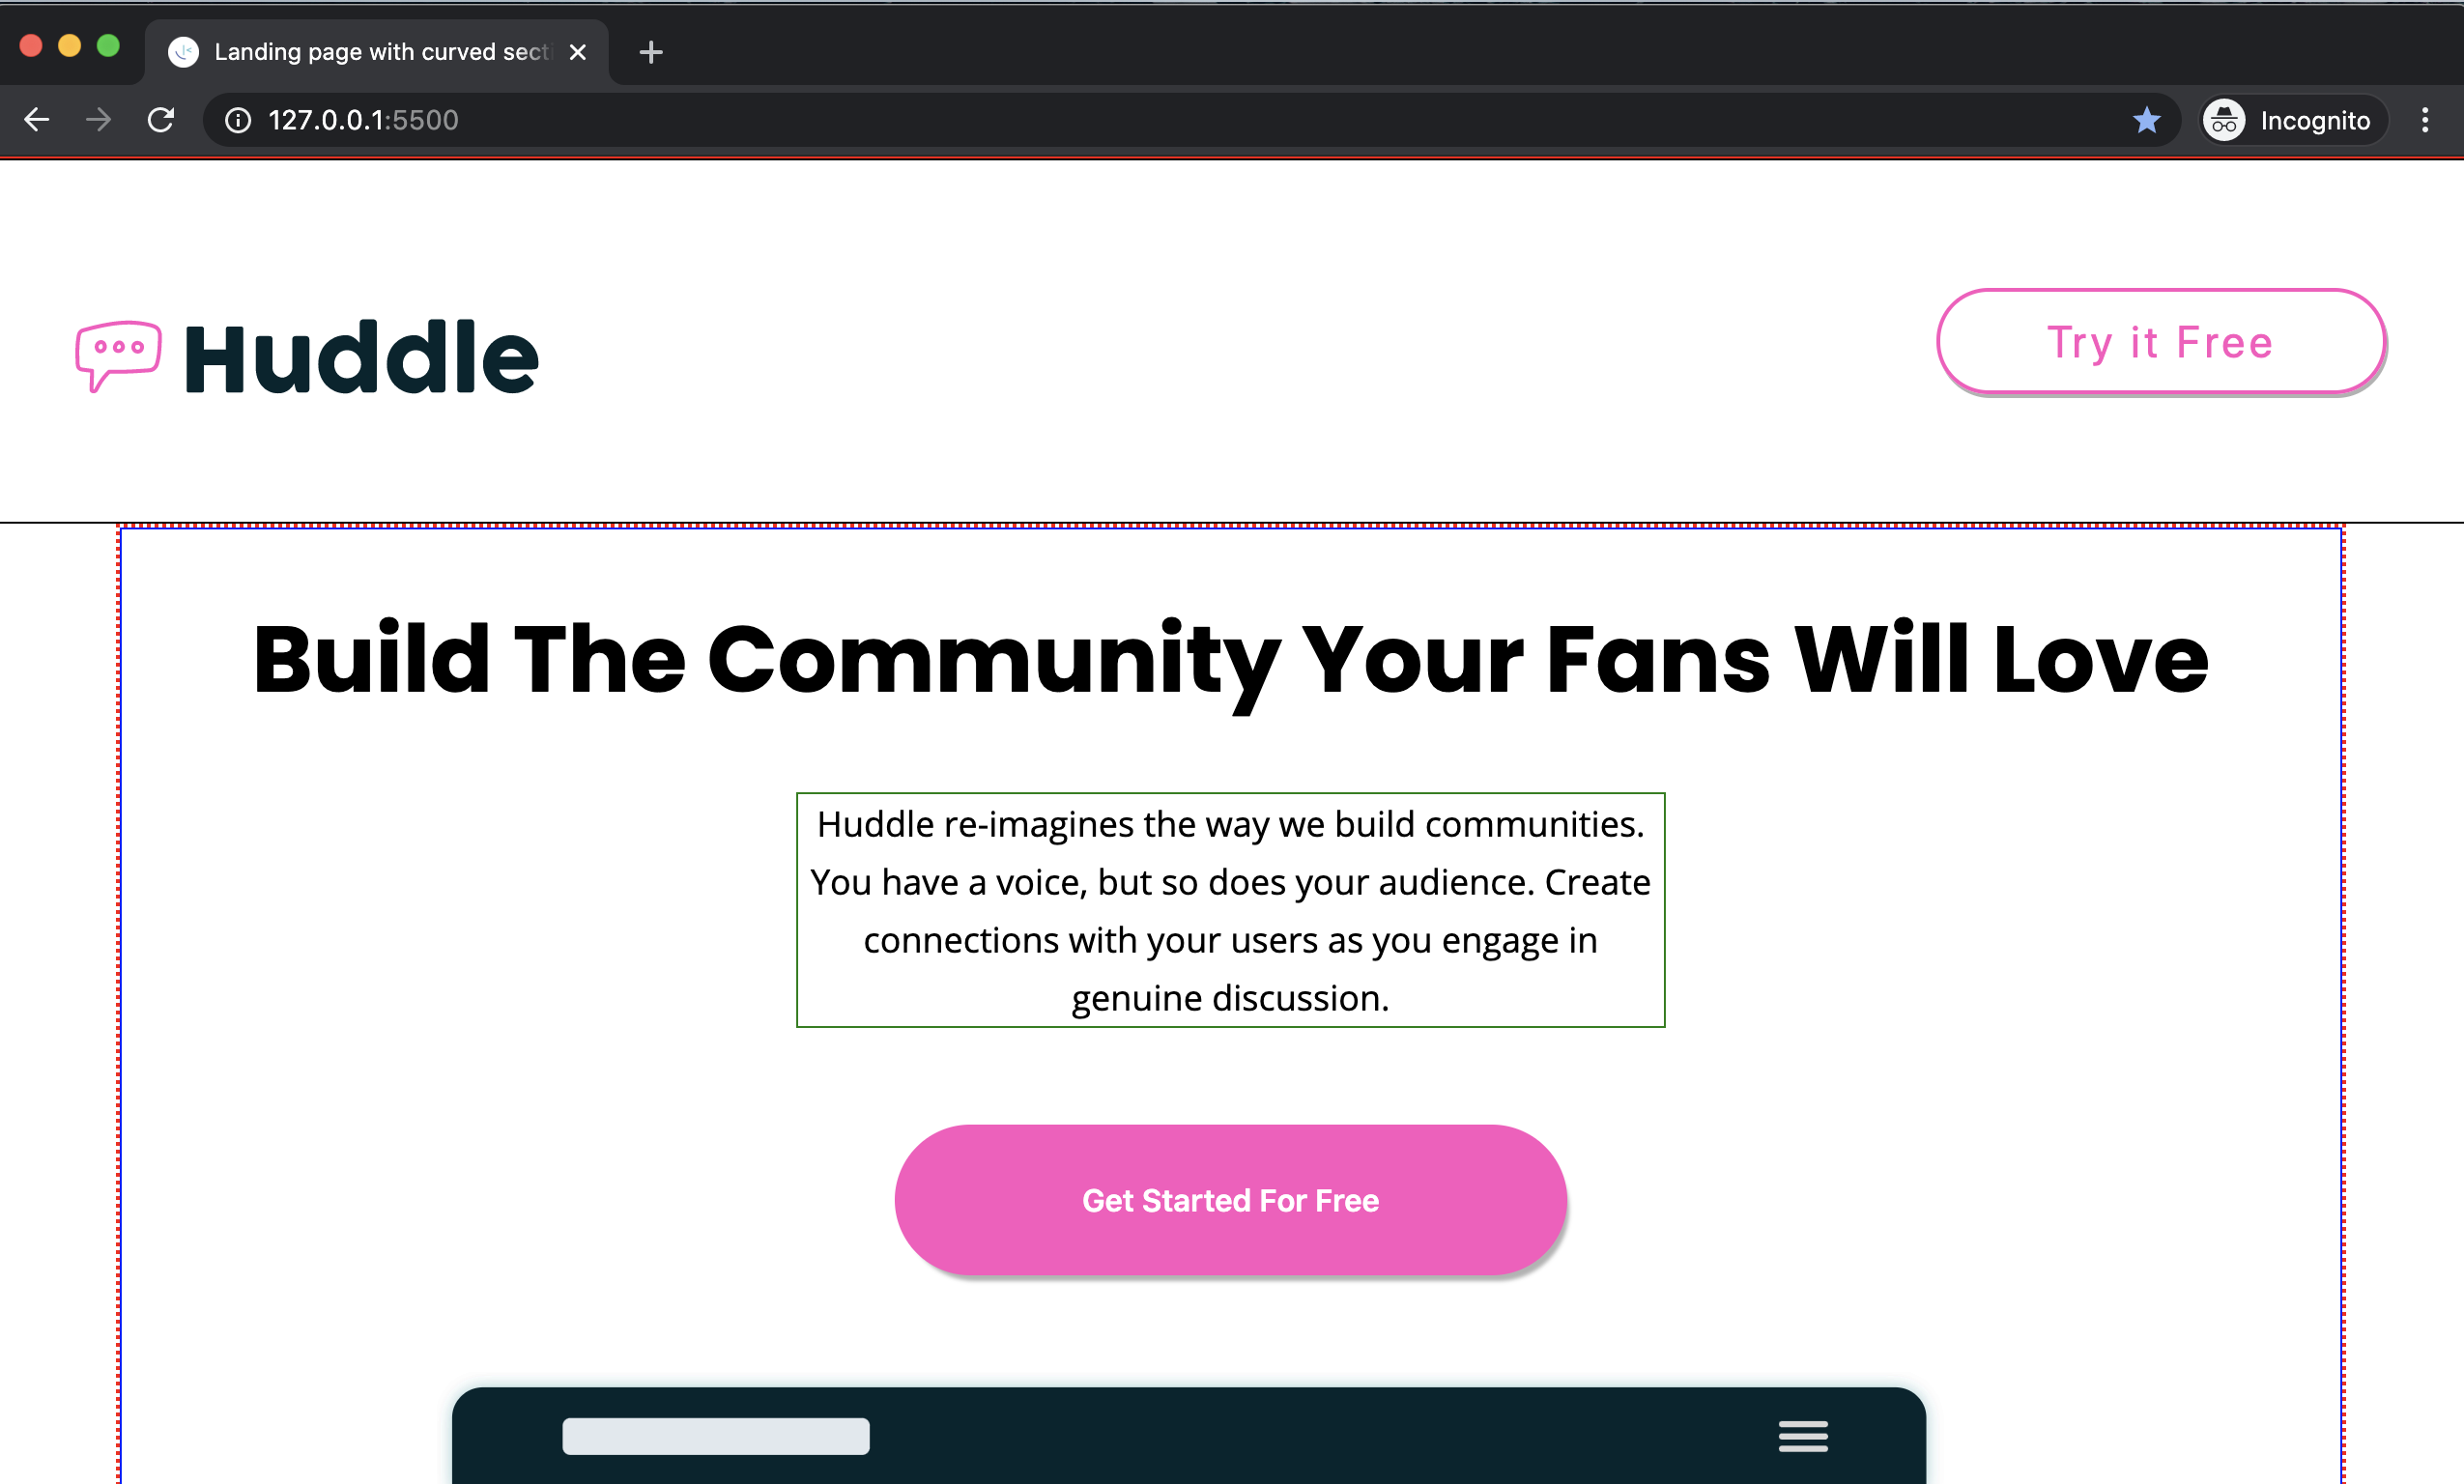 Landing page with curved secti
127.0.0.1:5500
Incognito
Huddle
Try it Free
Build The Community Your Fans Will Love
Huddle re-imagines the way we build communities.
You have a voice, but so does your audience. Create
connections with your users as you engage in
genuine discussion.
Get Started For Free